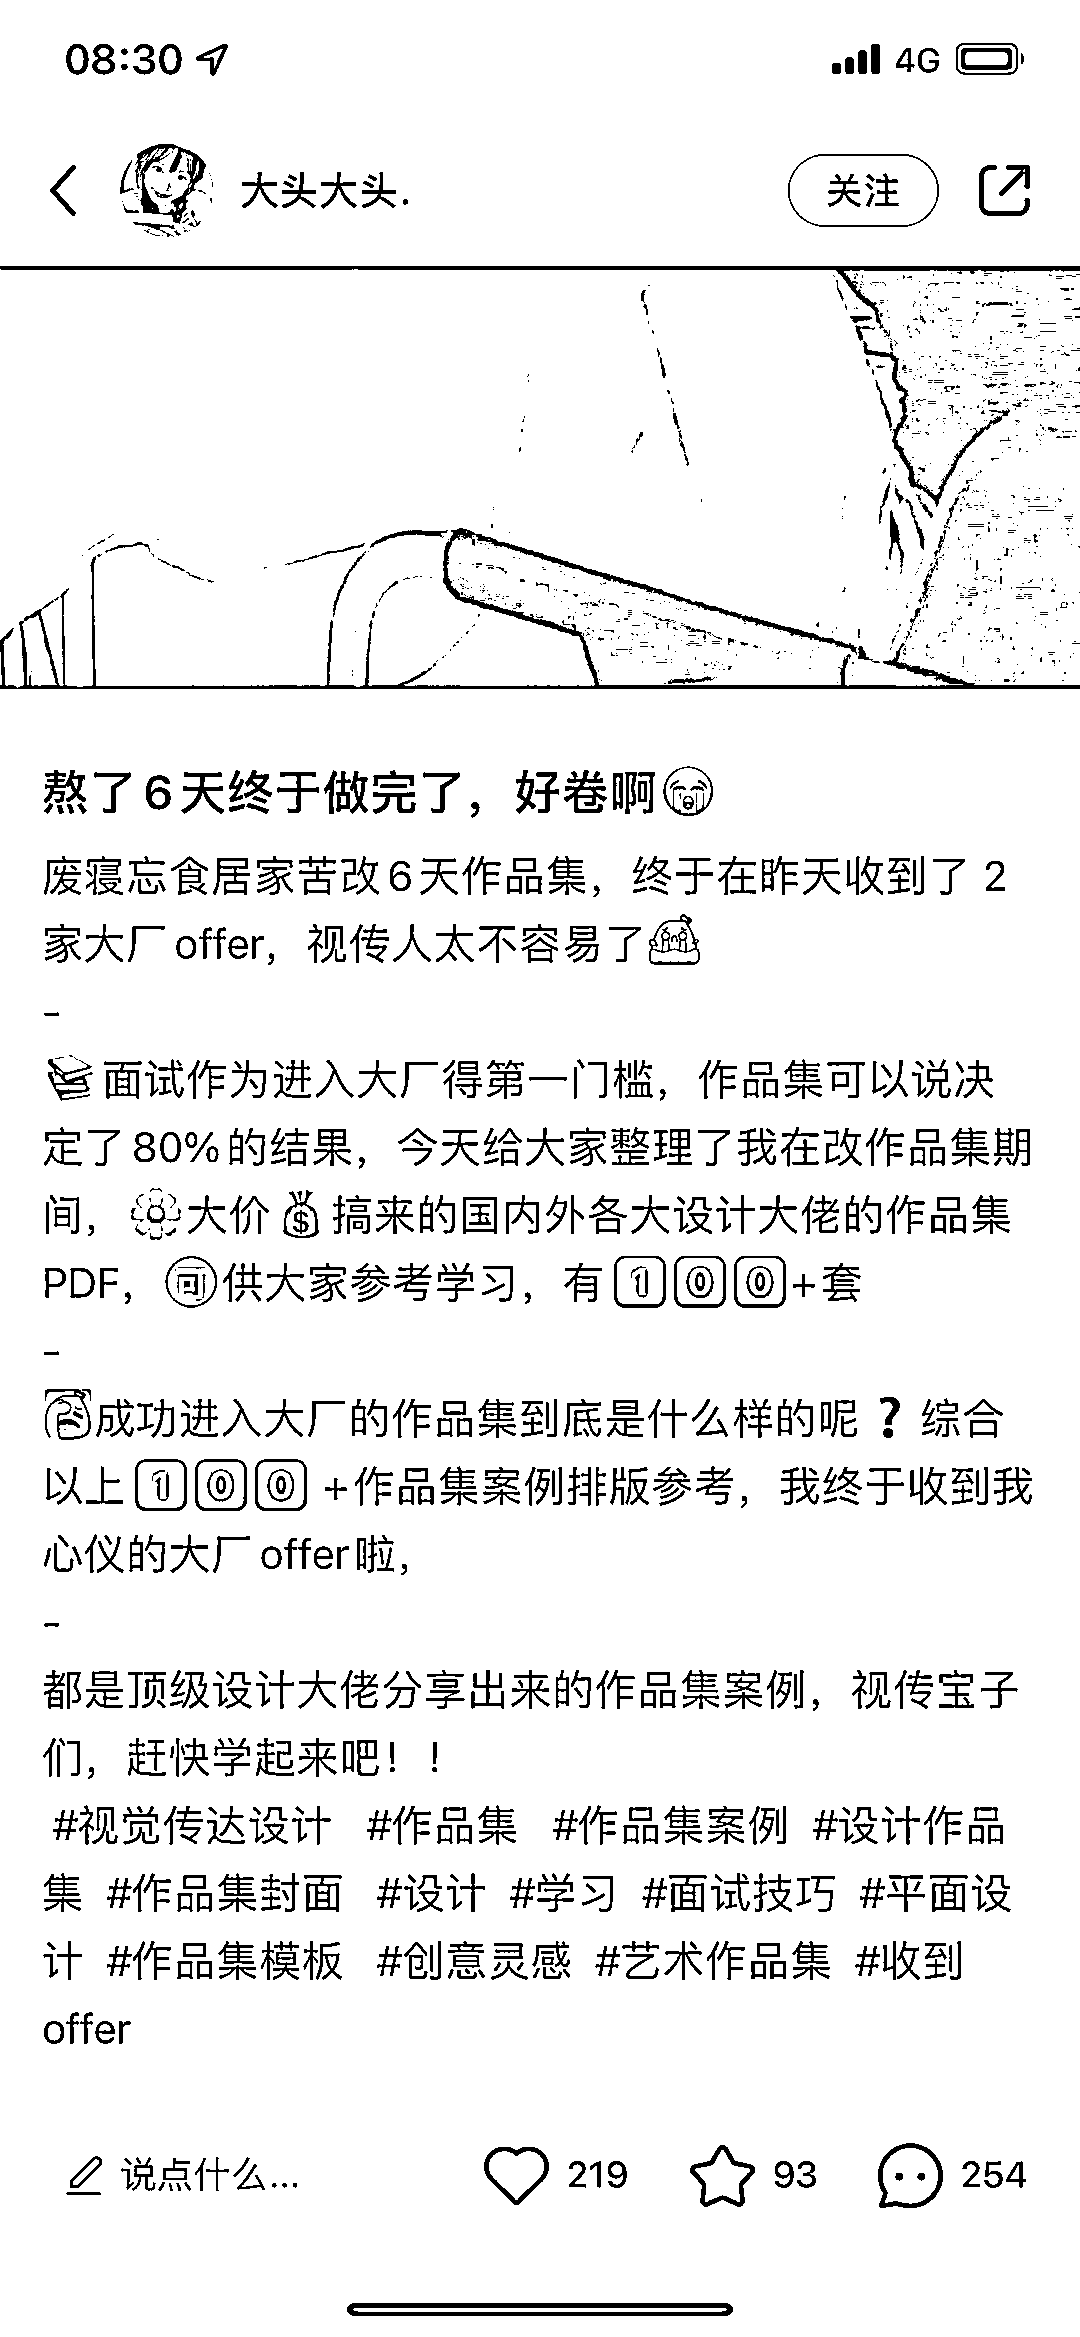 08:30 4G
大头大头. 关注
熬了6天终于做完了，好卷啊😭
废寝忘食居家苦改6天作品集，终于在昨天收到了 2
家大厂 offer，视传人太不容易了
-
📚 面试作为进入大厂得第一门槛，作品集可以说决
定了80%的结果，今天给大家整理了我在改作品集期
间，🌼大价💰搞来的国内外各大设计大佬的作品集
PDF，🉑供大家参考学习，有1️⃣0️⃣0️⃣+套
-
成功进入大厂的作品集到底是什么样的呢❓综合
以上1️⃣0️⃣0️⃣ +作品集案例排版参考，我终于收到我
心仪的大厂 offer啦，
-
都是顶级设计大佬分享出来的作品集案例，视传宝子
们，赶快学起来吧！！
#视觉传达设计 #作品集 #作品集案例 #设计作品
集 #作品集封面 #设计 #学习 #面试技巧 #平面设
计 #作品集模板 #创意灵感 #艺术作品集 #收到
offer
说点什么... 219 93 254